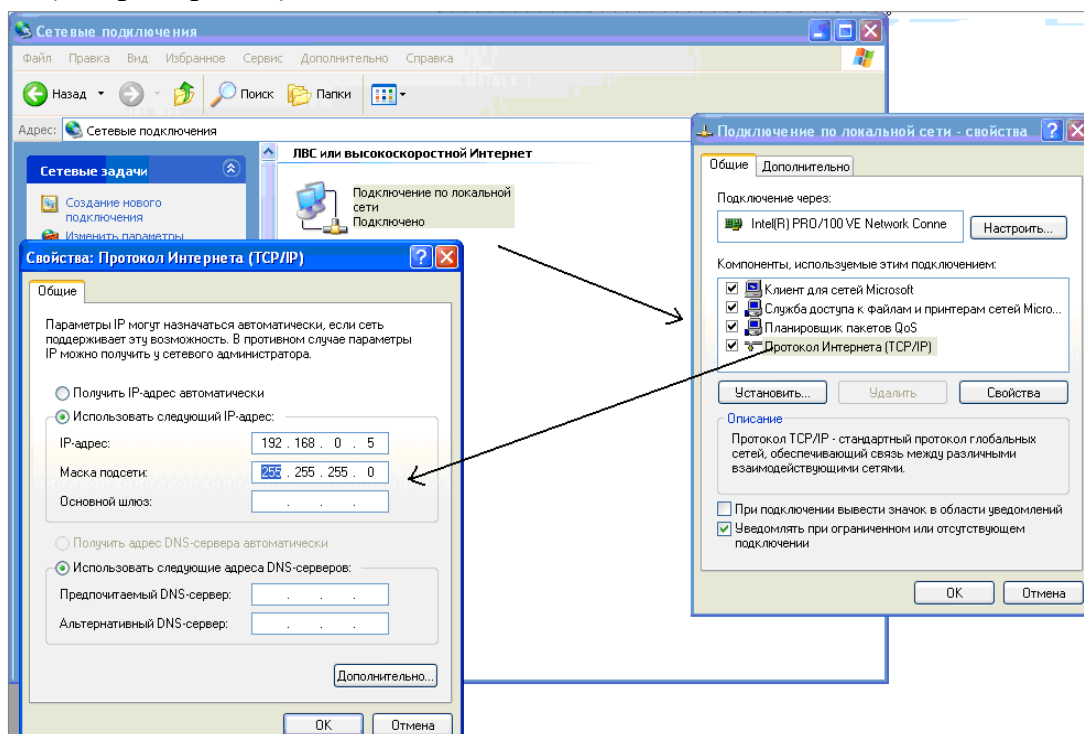 Сетевые подключения
Файл Правка Вид Избранное Сервис Дополнительно Справка
Назад Поиск Папки
Адрес: Сетевые подключения
Сетевые задачи
Создание нового
подключения
Изменить параметры
ЛВС или высокоскоростной Интернет
Подключение по локальной
сети
Подключено
Подключение по локальной сети - свойства
Общие Дополнительно
Подключение через:
Intel(R) PRO/100 VE Network Conne Настроить...
Компоненты, используемые этим подключением:
Клиент для сетей Microsoft
Служба доступа к файлам и принтерам сетей Micro...
Планировщик пакетов QoS
Протокол Интернета (TCP/IP)
Установить... Удалить Свойства
Описание
Протокол TCP/IP - стандартный протокол глобальных
сетей, обеспечивающий связь между различными
взаимодействующими сетями.
При подключении вывести значок в области уведомлений
Уведомлять при ограниченном или отсутствующем
подключении
OK Отмена
Свойства: Протокол Интернета (TCP/IP)
Общие
Параметры IP могут назначаться автоматически, если сеть
поддерживает эту возможность. В противном случае параметры
IP можно получить у сетевого администратора.
Получить IP-адрес автоматически
Использовать следующий IP-адрес:
IP-адрес: 192 . 168 . 0 . 5
Маска подсети: 255 . 255 . 255 . 0
Основной шлюз: . . .
Получить адрес DNS-сервера автоматически
Использовать следующие адреса DNS-серверов:
Предпочитаемый DNS-сервер: . . .
Альтернативный DNS-сервер: . . .
Дополнительно...
OK Отмена